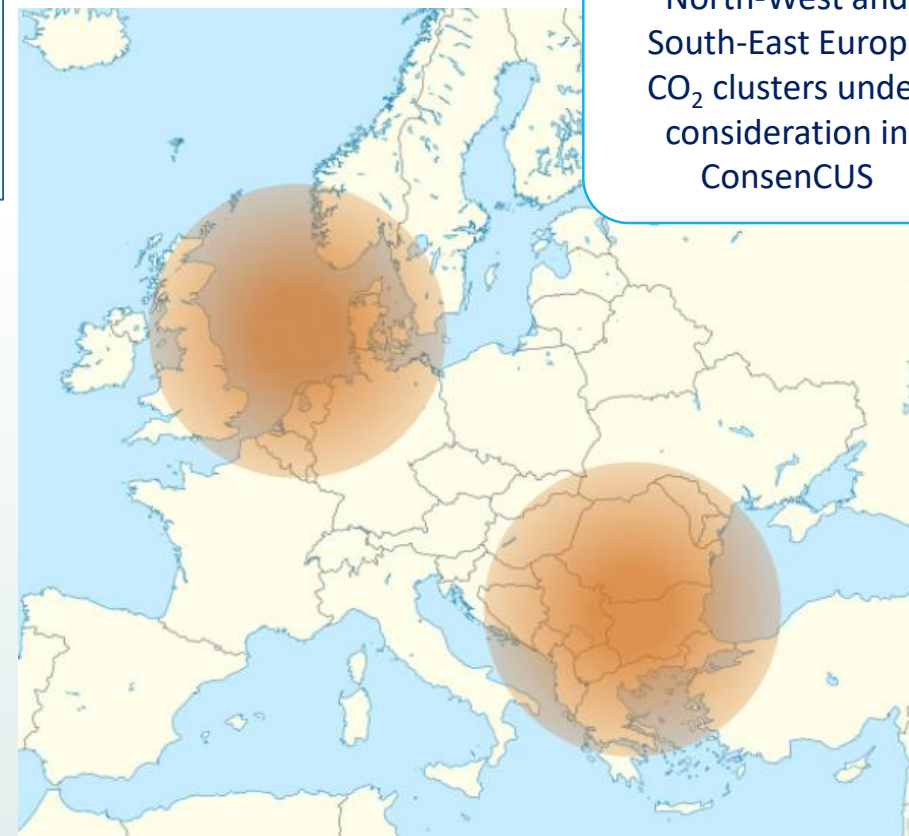 North-West and
South-East Europ
CO₂ clusters unde
consideration in
ConsenCUS